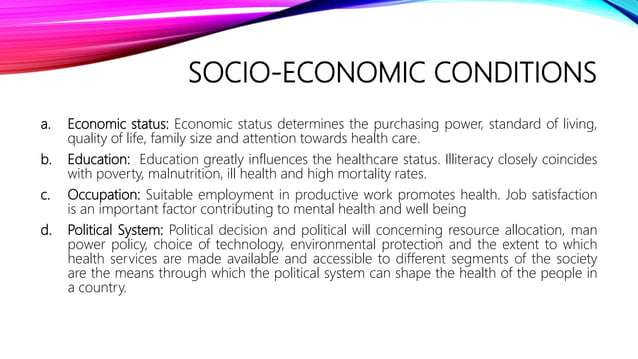 SOCIO-ECONOMIC CONDITIONS
a. Economic status: Economic status determines the purchasing power, standard of living,
quality of life, family size and attention towards health care.
b. Education: Education greatly influences the healthcare status. Illiteracy closely coincides
with poverty, malnutrition, ill health and high mortality rates.
c. Occupation: Suitable employment in productive work promotes health. Job satisfaction
is an important factor contributing to mental health and well being
d. Political System: Political decision and political will concerning resource allocation, man
power policy, choice of technology, environmental protection and the extent to which
health services are made available and accessible to different segments of the society
are the means through which the political system can shape the health of the people in
a country.